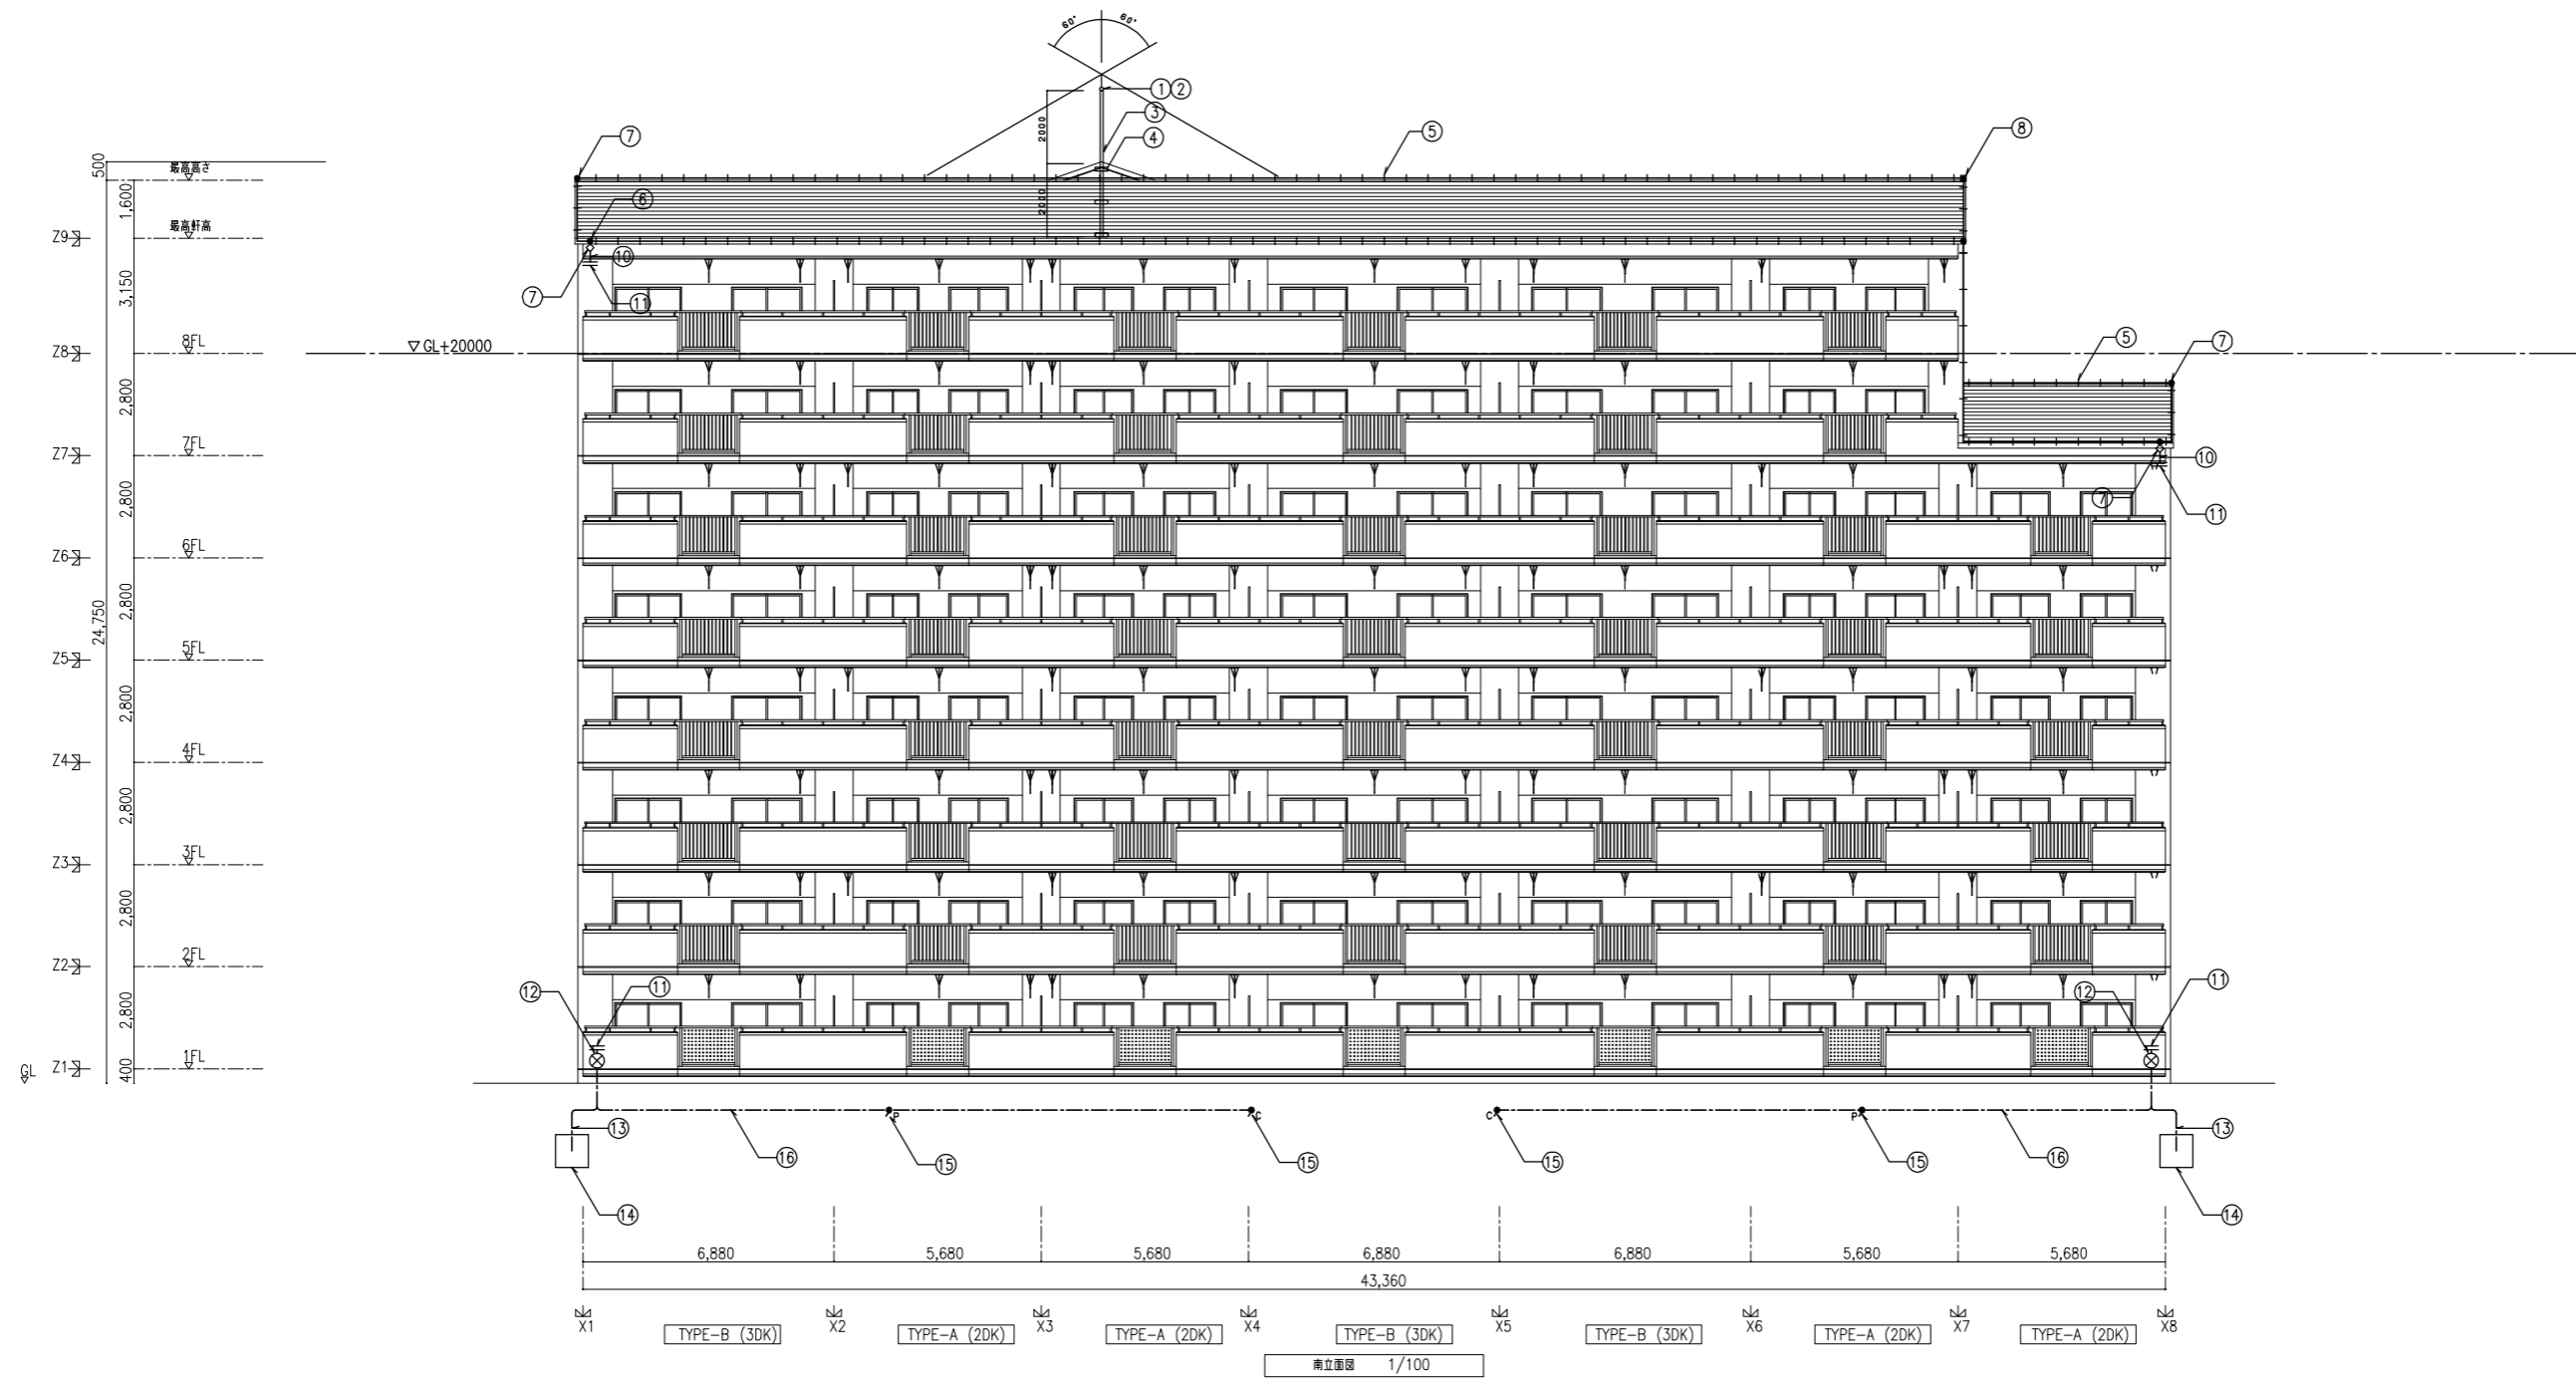 60° 60°
① ②
③
④
2000
2000
⑤
⑦
⑧
⑥
⑩
⑦
⑪
500
最高高さ
1,600
最高軒高
Z9
3,150
8FL
Z8
▽GL+20000
2,800
7FL
Z7
2,800
6FL
Z6
2,800
24,750
5FL
Z5
2,800
4FL
Z4
2,800
3FL
Z3
2,800
2FL
Z2
2,800
1FL
Z1
400
GL
⑤
⑦
⑩
⑦
⑪
⑫
⑪
⑫
⑪
P
C
C
P
⑬
⑯
⑮
⑮
⑮
⑮
⑯
⑬
⑭
⑭
6,880 5,680 5,680 6,880 6,880 5,680 5,680
43,360
X1 X2 X3 X4 X5 X6 X7 X8
TYPE-B (3DK) TYPE-A (2DK) TYPE-A (2DK) TYPE-B (3DK) TYPE-B (3DK) TYPE-A (2DK) TYPE-A (2DK)
南立面図 1/100